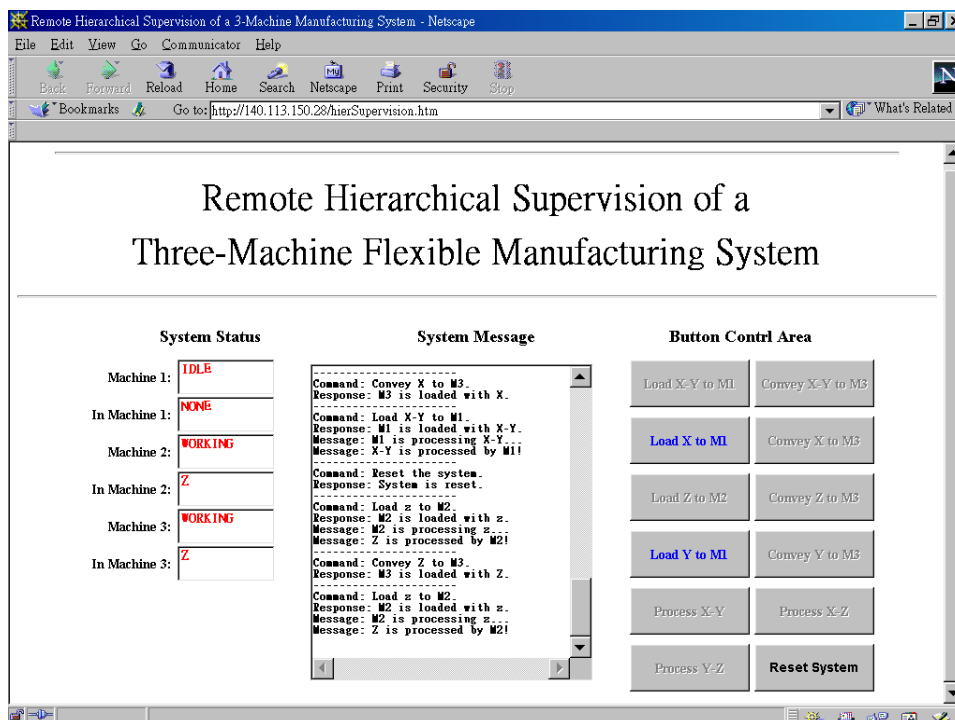 Remote Hierarchical Supervision of a 3-Machine Manufacturing System - Netscape
File Edit View Go Communicator Help
Back Forward Reload Home Search Netscape Print Security Stop
Bookmarks Go to: http://140.113.150.28/hierSupervision.htm What's Related
Remote Hierarchical Supervision of a
Three-Machine Flexible Manufacturing System
System Status
Machine 1: IDLE
In Machine 1: NONE
Machine 2: WORKING
In Machine 2: Z
Machine 3: WORKING
In Machine 3: Z
System Message
------------------------
Command: Convey X to M3.
Response: M3 is loaded with X.
------------------------
Command: Load X-Y to M1.
Response: M1 is loaded with X-Y.
Message: M1 is processing X-Y...
Message: X-Y is processed by M1!
------------------------
Command: Reset the system.
Response: System is reset.
------------------------
Command: Load z to M2.
Response: M2 is loaded with z.
Message: M2 is processing z...
Message: Z is processed by M2!
------------------------
Command: Convey Z to M3.
Response: M3 is loaded with Z.
------------------------
Command: Load z to M2.
Response: M2 is loaded with z.
Message: M2 is processing z...
Message: Z is processed by M2!
Button Contrl Area
Load X-Y to M1 Convey X-Y to M3
Load X to M1 Convey X to M3
Load Z to M2 Convey Z to M3
Load Y to M1 Convey Y to M3
Process X-Y Process X-Z
Process Y-Z Reset System